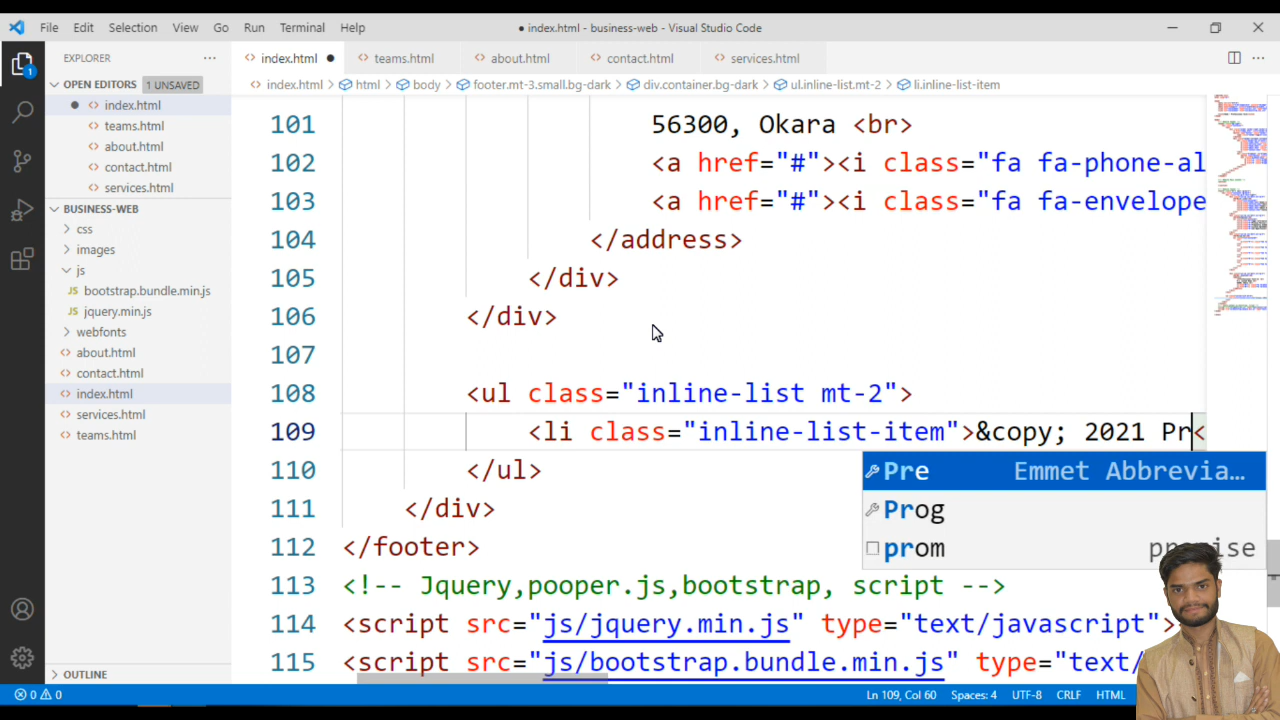 File Edit Selection View Go Run Terminal Help
● index.html - business-web - Visual Studio Code
EXPLORER
OPEN EDITORS 1 UNSAVED
index.html
teams.html
about.html
contact.html
services.html
BUSINESS-WEB
css
images
js
bootstrap.bundle.min.js
jquery.min.js
webfonts
about.html
contact.html
index.html
services.html
teams.html
OUTLINE
1
index.html ● teams.html about.html contact.html services.html
index.html > html > body > footer.mt-3.small.bg-dark > div.container.bg-dark > ul.inline-list.mt-2 > li.inline-list-item
101 56300, Okara <br>
102 <a href="#"><i class="fa fa-phone-al
103 <a href="#"><i class="fa fa-envelope
104 </address>
105 </div>
106 </div>
107
108 <ul class="inline-list mt-2">
109 <li class="inline-list-item">&copy; 2021 Pr<
110 </ul>
111 </div>
112 </footer>
113 <!-- Jquery,pooper.js,bootstrap, script -->
114 <script src="js/jquery.min.js" type="text/javascript">
115 <script src="js/bootstrap.bundle.min.js" type="text/
Pre Emmet Abbrevia…
Prog
prom
0 0 Ln 109, Col 60 Spaces: 4 UTF-8 CRLF HTML